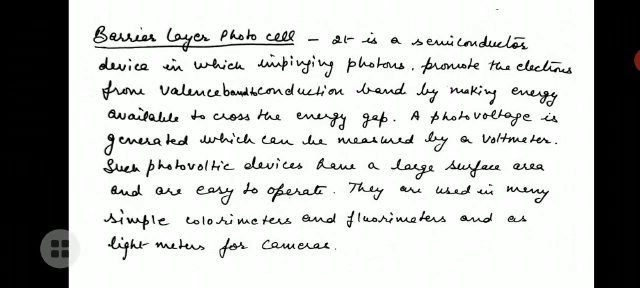 Barrier Layer Photo cell - It is a semiconductor
device in which impinging photons, promote the electrons
from valence band to conduction band by making energy
available to cross the energy gap. A photovoltage is
generated which can be measured by a voltmeter.
Such photovoltic devices have a large surface area
and are easy to operate. They are used in many
simple colorimeters and fluorimeters and as
light meters for cameras.